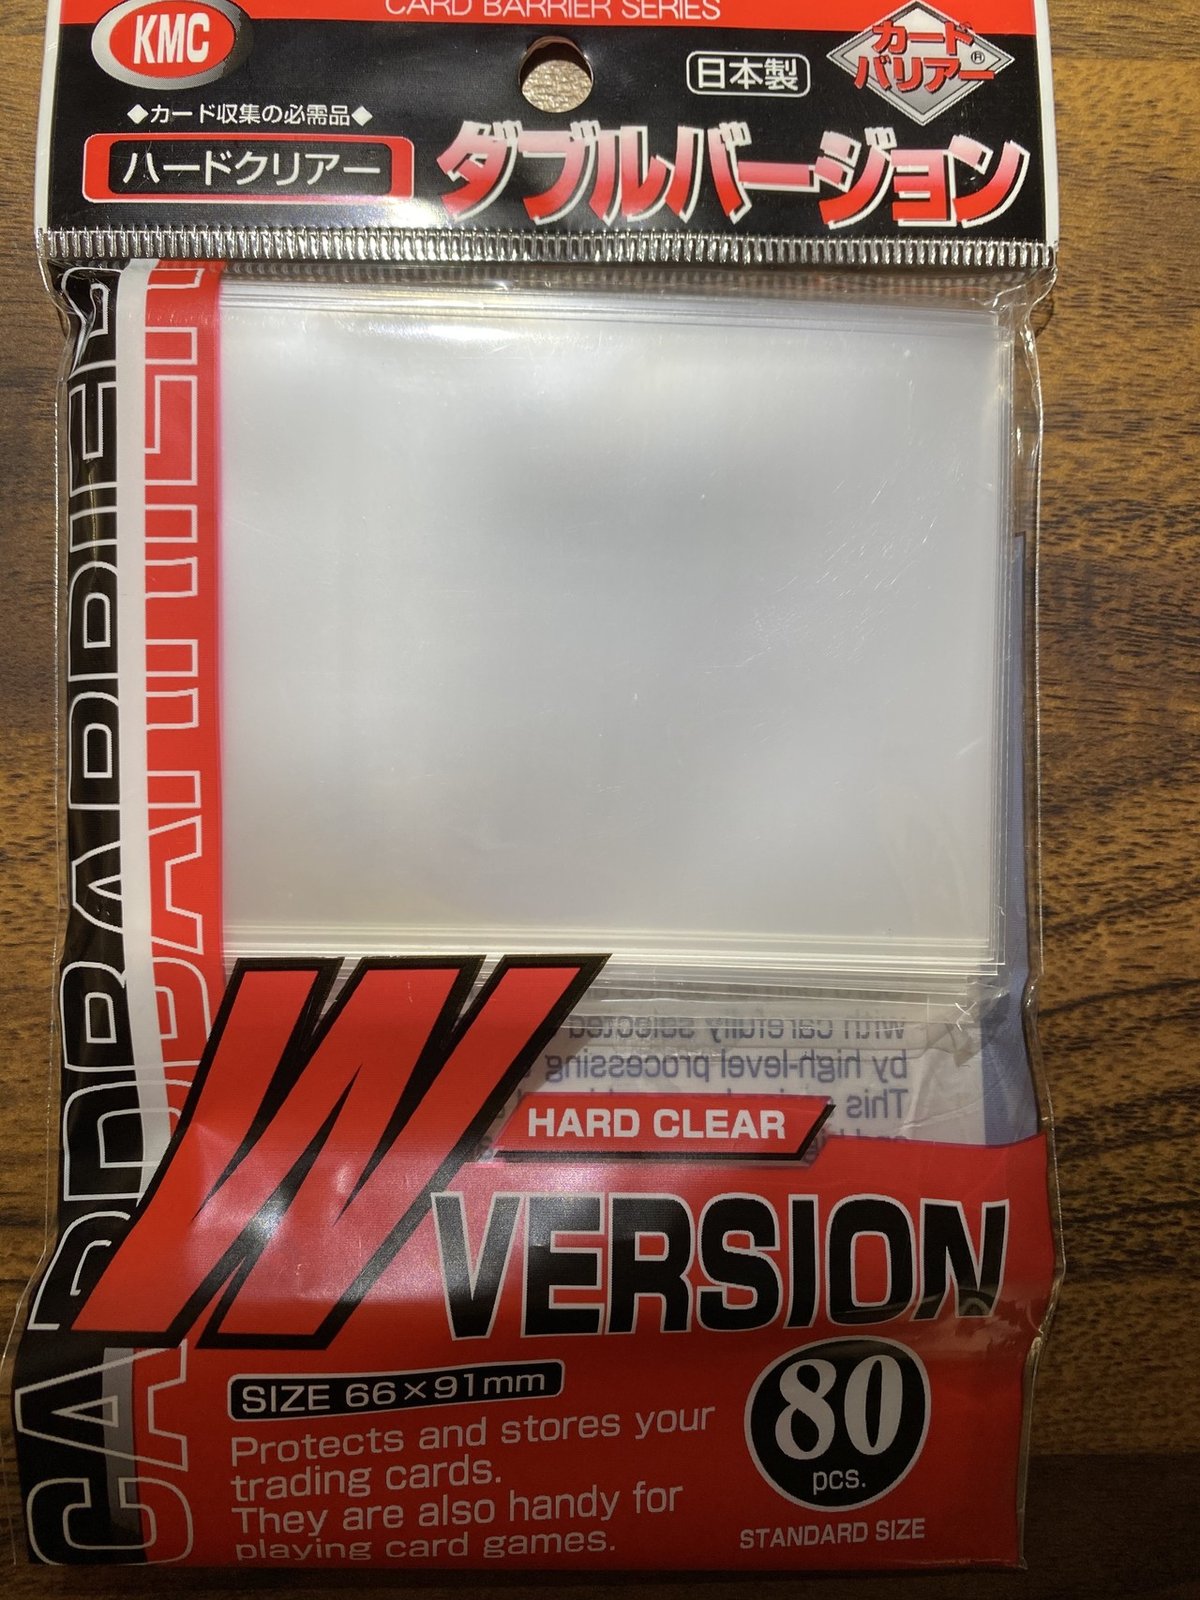 CARD BARRIER SERIES
KMC
日本製
カード
バリアー®
◆カード収集の必需品◆
ハードクリアー
ダブルバージョン
CARD BARRIER
CARD BARRIER
with carefully selected
by high-level processing
This
HARD CLEAR
W
VERSION
SIZE 66×91mm
80
pcs.
Protects and stores your
trading cards.
They are also handy for
playing card games.
STANDARD SIZE